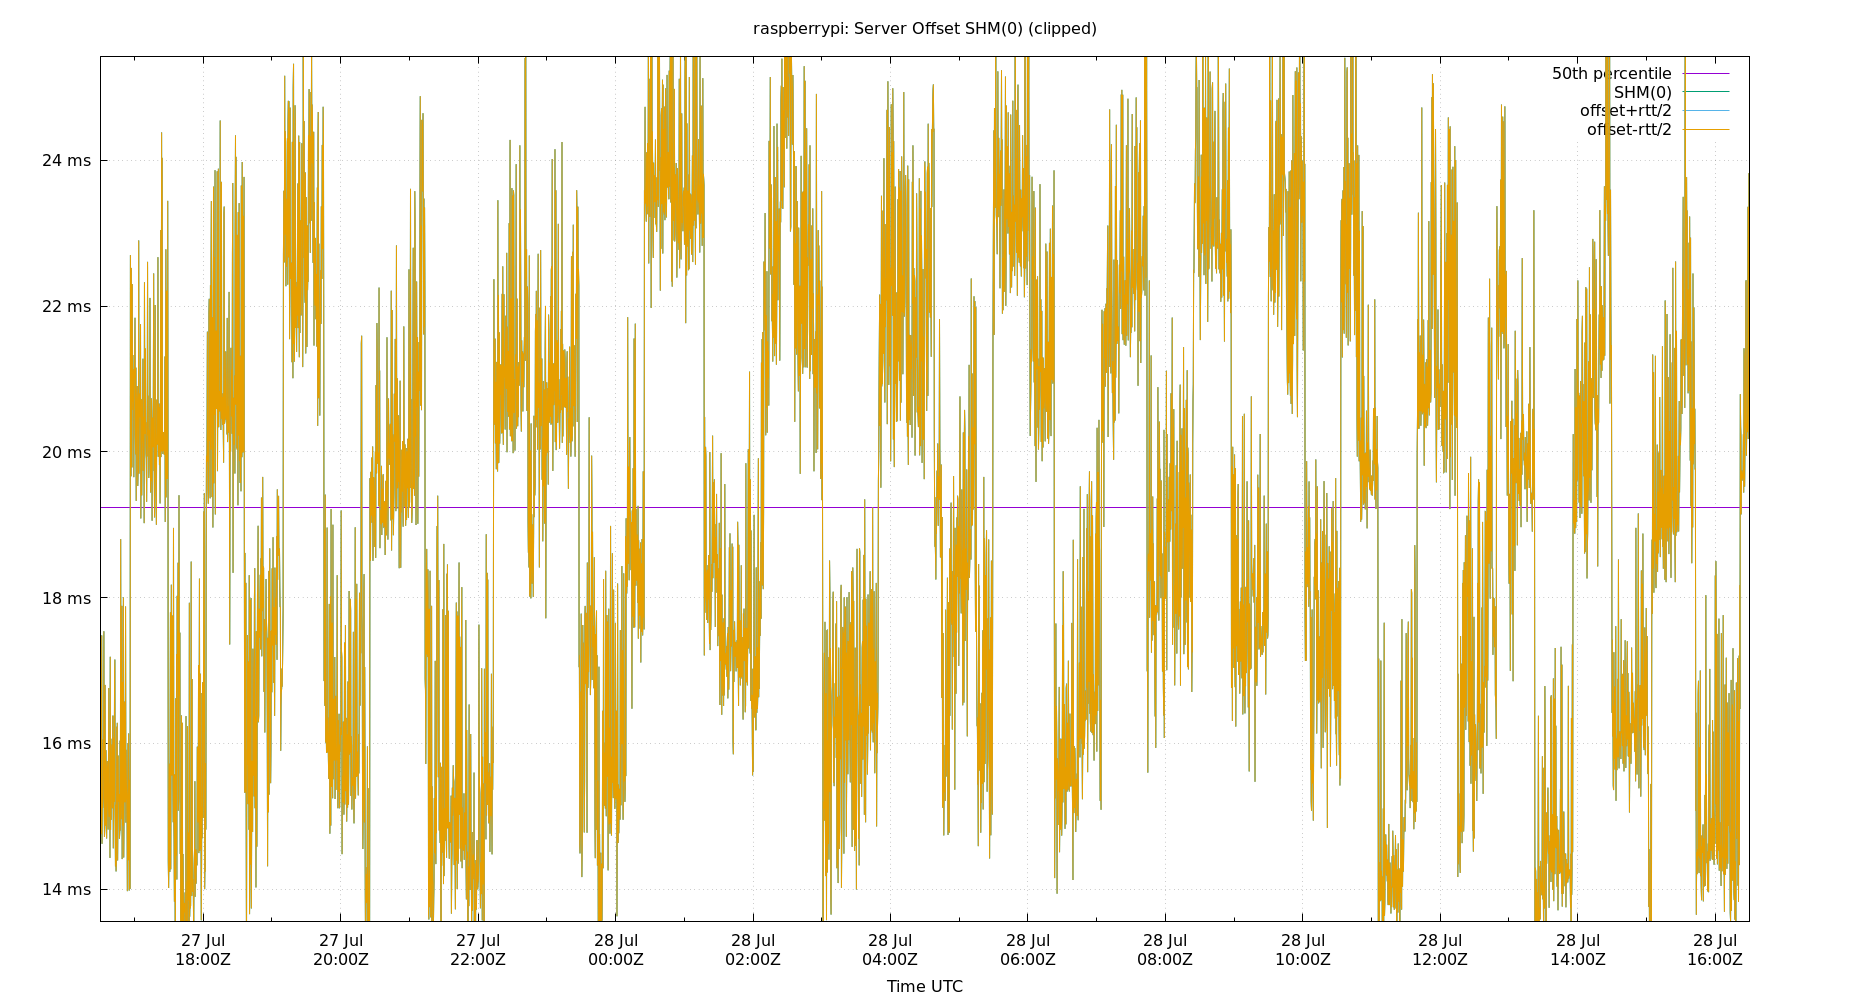 raspberrypi: Server Offset SHM(0) (clipped)
50th percentile
SHM(0)
offset+rtt/2
offset-rtt/2
24 ms
22 ms
20 ms
18 ms
16 ms
14 ms
27 Jul 27 Jul 27 Jul 28 Jul 28 Jul 28 Jul 28 Jul 28 Jul 28 Jul 28 Jul 28 Jul 28 Jul
18:00Z 20:00Z 22:00Z 00:00Z 02:00Z 04:00Z 06:00Z 08:00Z 10:00Z 12:00Z 14:00Z 16:00Z
Time UTC